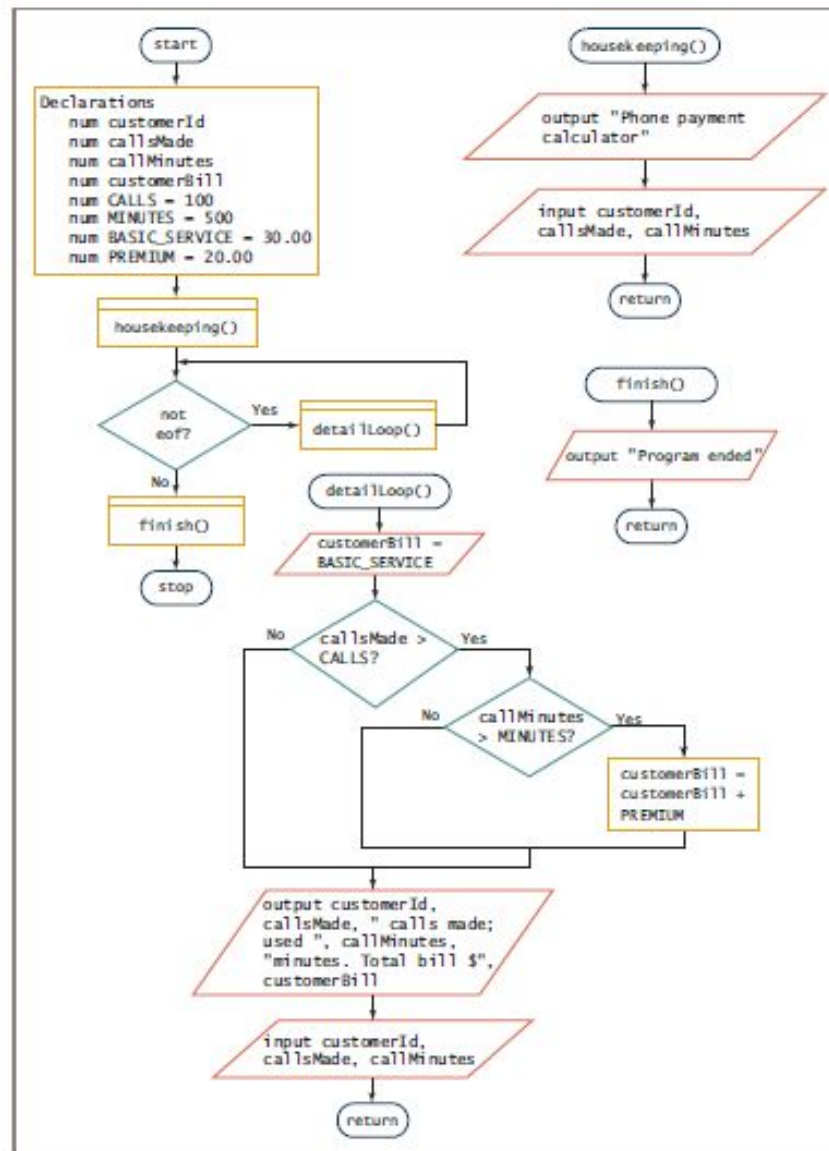 start
Declarations
num customerId
num callsMade
num callMinutes
num customerBill
num CALLS = 100
num MINUTES = 500
num BASIC_SERVICE = 30.00
num PREMIUM = 20.00
housekeeping()
not
eof?
Yes
detailLoop()
No
finish()
stop
housekeeping()
output "Phone payment
calculator"
input customerId,
callsMade, callMinutes
return
finish()
output "Program ended"
return
detailLoop()
customerBill =
BASIC_SERVICE
No
callsMade >
CALLS?
Yes
No
callMinutes
> MINUTES?
Yes
customerBill =
customerBill +
PREMIUM
output customerId,
callsMade, " calls made;
used ", callMinutes,
"minutes. Total bill $",
customerBill
input customerId,
callsMade, callMinutes
return